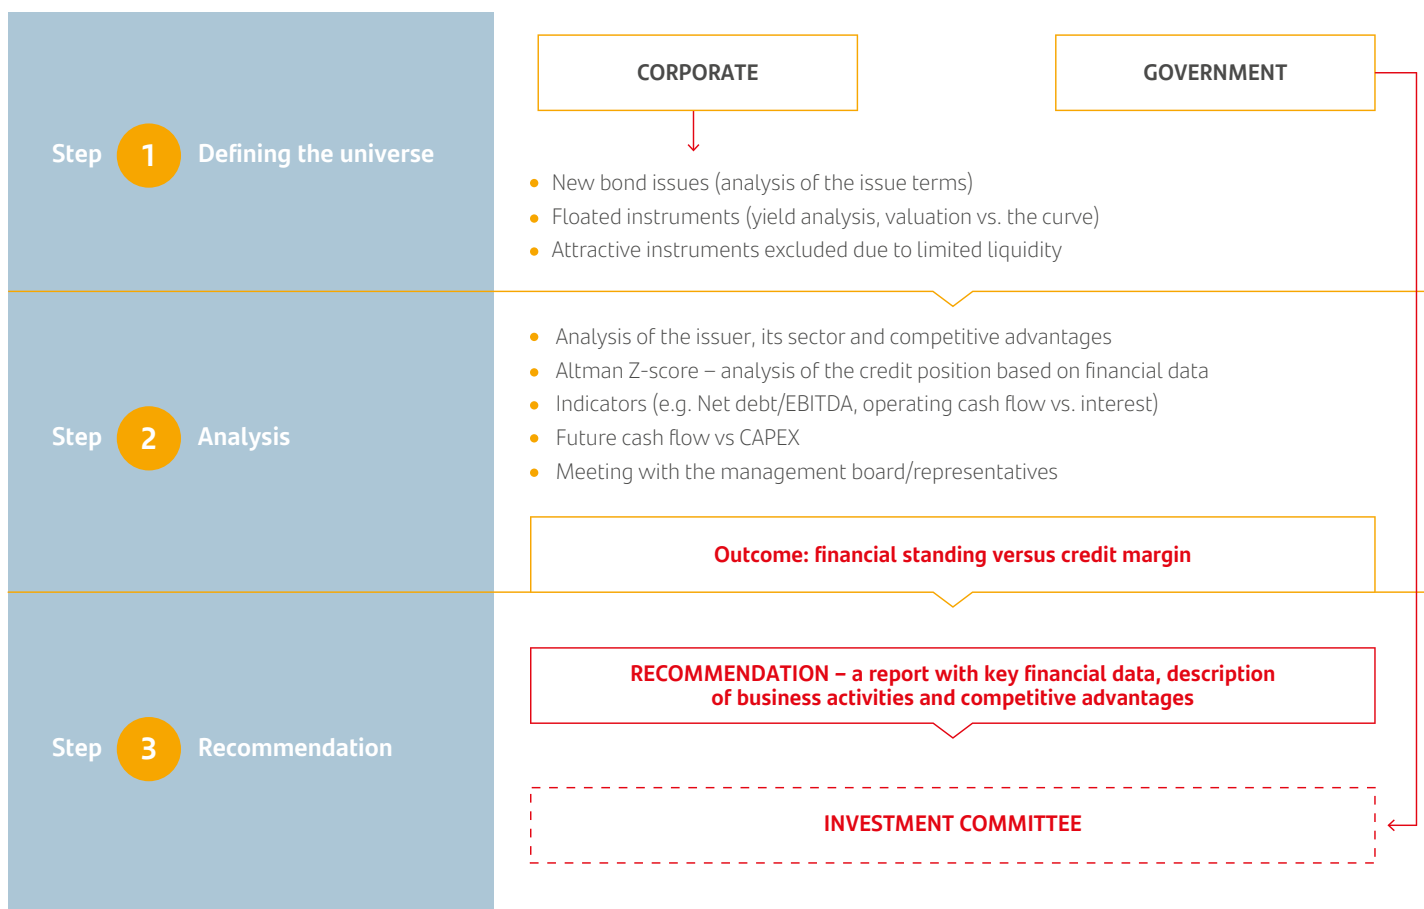 CORPORATE
GOVERNMENT
Step 1 Defining the universe
New bond issues (analysis of the issue terms)
Floated instruments (yield analysis, valuation vs. the curve)
Attractive instruments excluded due to limited liquidity
Step 2 Analysis
Analysis of the issuer, its sector and competitive advantages
Altman Z-score – analysis of the credit position based on financial data
Indicators (e.g. Net debt/EBITDA, operating cash flow vs. interest)
Future cash flow vs CAPEX
Meeting with the management board/representatives
Outcome: financial standing versus credit margin
Step 3 Recommendation
RECOMMENDATION – a report with key financial data, description
of business activities and competitive advantages
INVESTMENT COMMITTEE